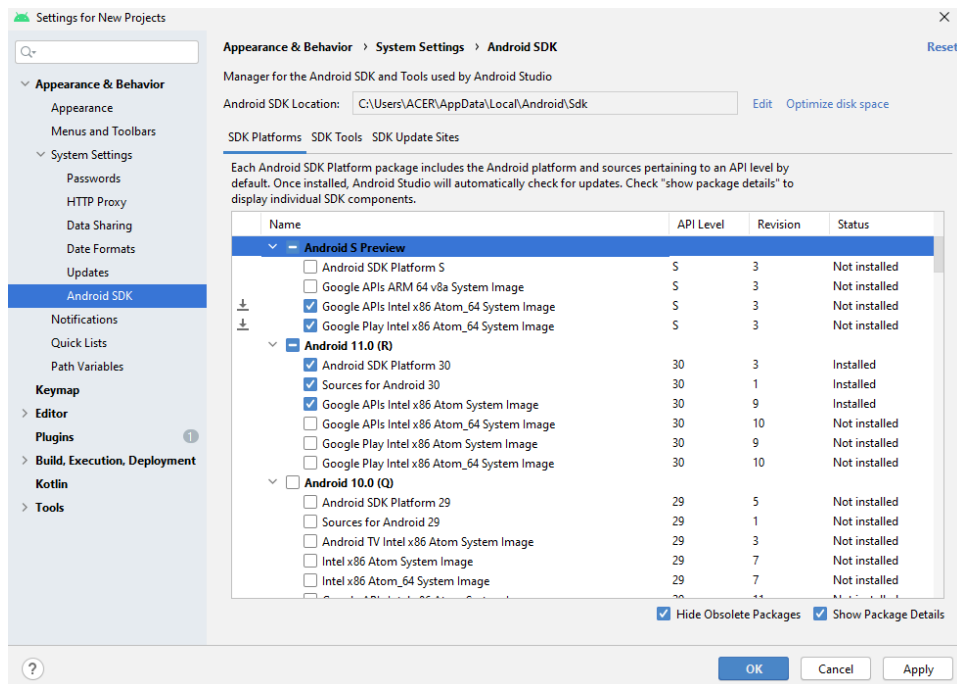 Settings for New Projects
Appearance & Behavior
Appearance
Menus and Toolbars
System Settings
Passwords
HTTP Proxy
Data Sharing
Date Formats
Updates
Android SDK
Notifications
Quick Lists
Path Variables
Keymap
Editor
Plugins 1
Build, Execution, Deployment
Kotlin
Tools
Appearance & Behavior › System Settings › Android SDK Reset
Manager for the Android SDK and Tools used by Android Studio
Android SDK Location: C:\Users\ACER\AppData\Local\Android\Sdk Edit Optimize disk space
SDK Platforms SDK Tools SDK Update Sites
Each Android SDK Platform package includes the Android platform and sources pertaining to an API level by
default. Once installed, Android Studio will automatically check for updates. Check "show package details" to
display individual SDK components.
Name API Level Revision Status
Android S Preview
Android SDK Platform S S 3 Not installed
Google APIs ARM 64 v8a System Image S 3 Not installed
Google APIs Intel x86 Atom_64 System Image S 3 Not installed
Google Play Intel x86 Atom_64 System Image S 3 Not installed
Android 11.0 (R)
Android SDK Platform 30 30 3 Installed
Sources for Android 30 30 1 Installed
Google APIs Intel x86 Atom System Image 30 9 Installed
Google APIs Intel x86 Atom_64 System Image 30 10 Not installed
Google Play Intel x86 Atom System Image 30 9 Not installed
Google Play Intel x86 Atom_64 System Image 30 10 Not installed
Android 10.0 (Q)
Android SDK Platform 29 29 5 Not installed
Sources for Android 29 29 1 Not installed
Android TV Intel x86 Atom System Image 29 3 Not installed
Intel x86 Atom System Image 29 7 Not installed
Intel x86 Atom_64 System Image 29 7 Not installed
Hide Obsolete Packages Show Package Details
? OK Cancel Apply